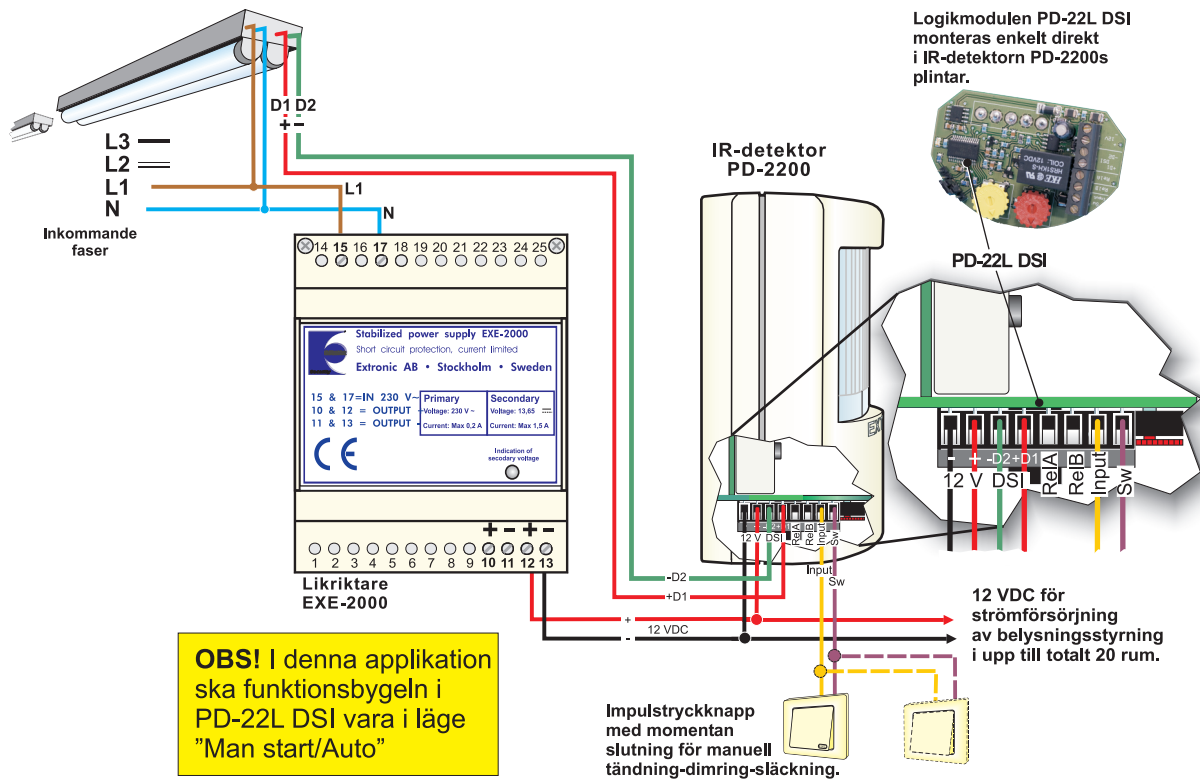 Logikmodulen PD-22L DSI
monteras enkelt direkt
i IR-detektorn PD-2200s
plintar.
D1 D2
+ -
L3
L2
L1
N
L1
N
Inkommande
faser
IR-detektor
PD-2200
PD-22L DSI
14 15 16 17 18 19 20 21 22 23 24 25
Stabilized power supply EXE-2000
Short circuit protection, current limited
Extronic AB • Stockholm • Sweden
15 & 17=IN 230 V~
10 & 12 = OUTPUT +
11 & 13 = OUTPUT -
Primary
Voltage: 230 V ~
Current: Max 0,2 A
Secondary
Voltage: 13,65
Current: Max 1,5 A
CE
Indication of
secodary voltage
+ - + -
1 2 3 4 5 6 7 8 9 10 11 12 13
Likriktare
EXE-2000
EX
- + -D2 +D1
12 V DSI RelA RelB Input Sw
12 V DSI RelA RelB Input Sw
Input
Sw
-D2
+D1
+
- 12 VDC
12 VDC för
strömförsörjning
av belysningsstyrning
i upp till totalt 20 rum.
OBS! I denna applikation
ska funktionsbygeln i
PD-22L DSI vara i läge
"Man start/Auto"
Impulstryckknapp
med momentan
slutning för manuell
tändning-dimring-släckning.